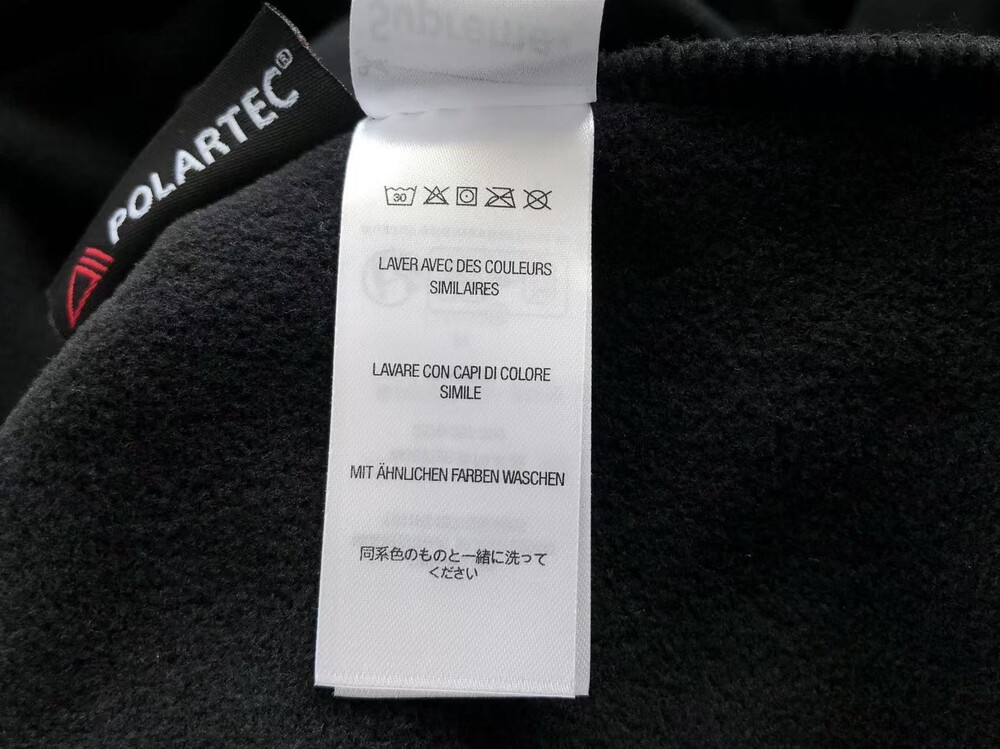 POLARTEC®
Supreme
30
LAVER AVEC DES COULEURS
SIMILAIRES
LAVARE CON CAPI DI COLORE
SIMILE
MIT ÄHNLICHEN FARBEN WASCHEN
同系色のものと一緒に洗って
ください